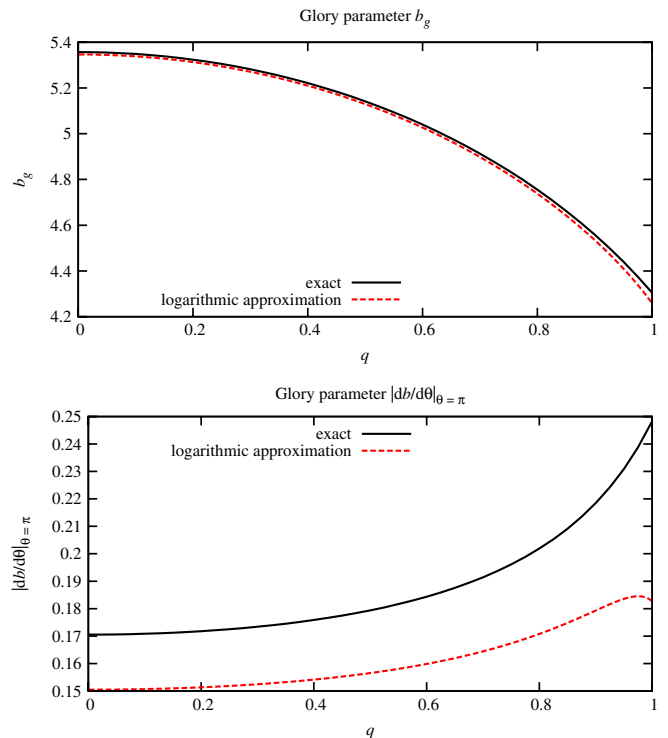 Glory parameter b_g
5.4
5.2
5
4.8
4.6
4.4
4.2
b_g
exact
logarithmic approximation
0 0.2 0.4 0.6 0.8 1
q
Glory parameter |db/dθ|_θ = π
0.25
0.24
0.23
0.22
0.21
0.2
0.19
0.18
0.17
0.16
0.15
|db/dθ|_θ = π
exact
logarithmic approximation
0 0.2 0.4 0.6 0.8 1
q